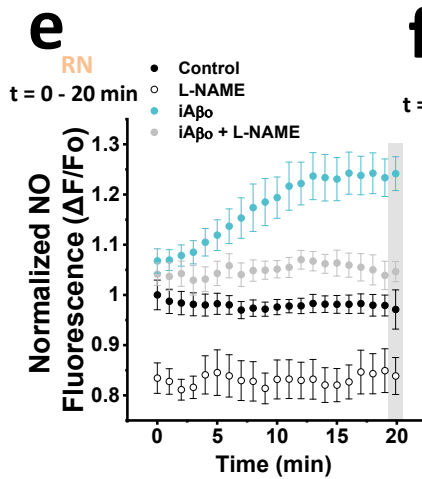 e
f
RN
t = 0 - 20 min
t =
Control
L-NAME
iAβo
iAβo + L-NAME
Normalized NO
Fluorescence (ΔF/Fo)
1.3
1.2
1.1
1
0.9
0.8
0
5
10
15
20
Time (min)